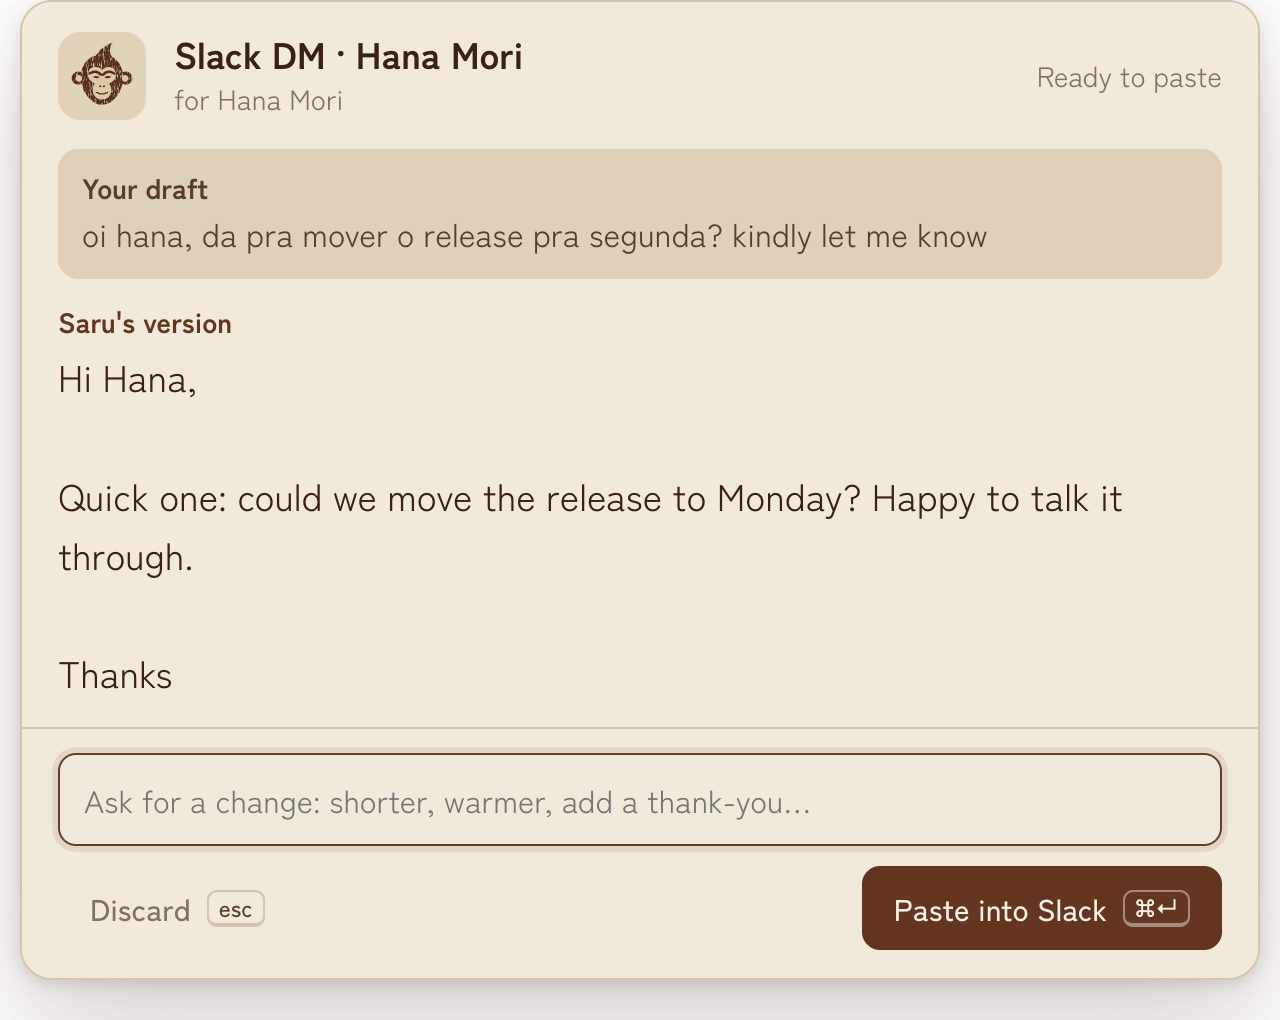 Slack DM · Hana Mori
for Hana Mori
Ready to paste
Your draft
oi hana, da pra mover o release pra segunda? kindly let me know
Saru's version
Hi Hana,
Quick one: could we move the release to Monday? Happy to talk it
through.
Thanks
Ask for a change: shorter, warmer, add a thank-you...
Discard esc
Paste into Slack ⌘↵